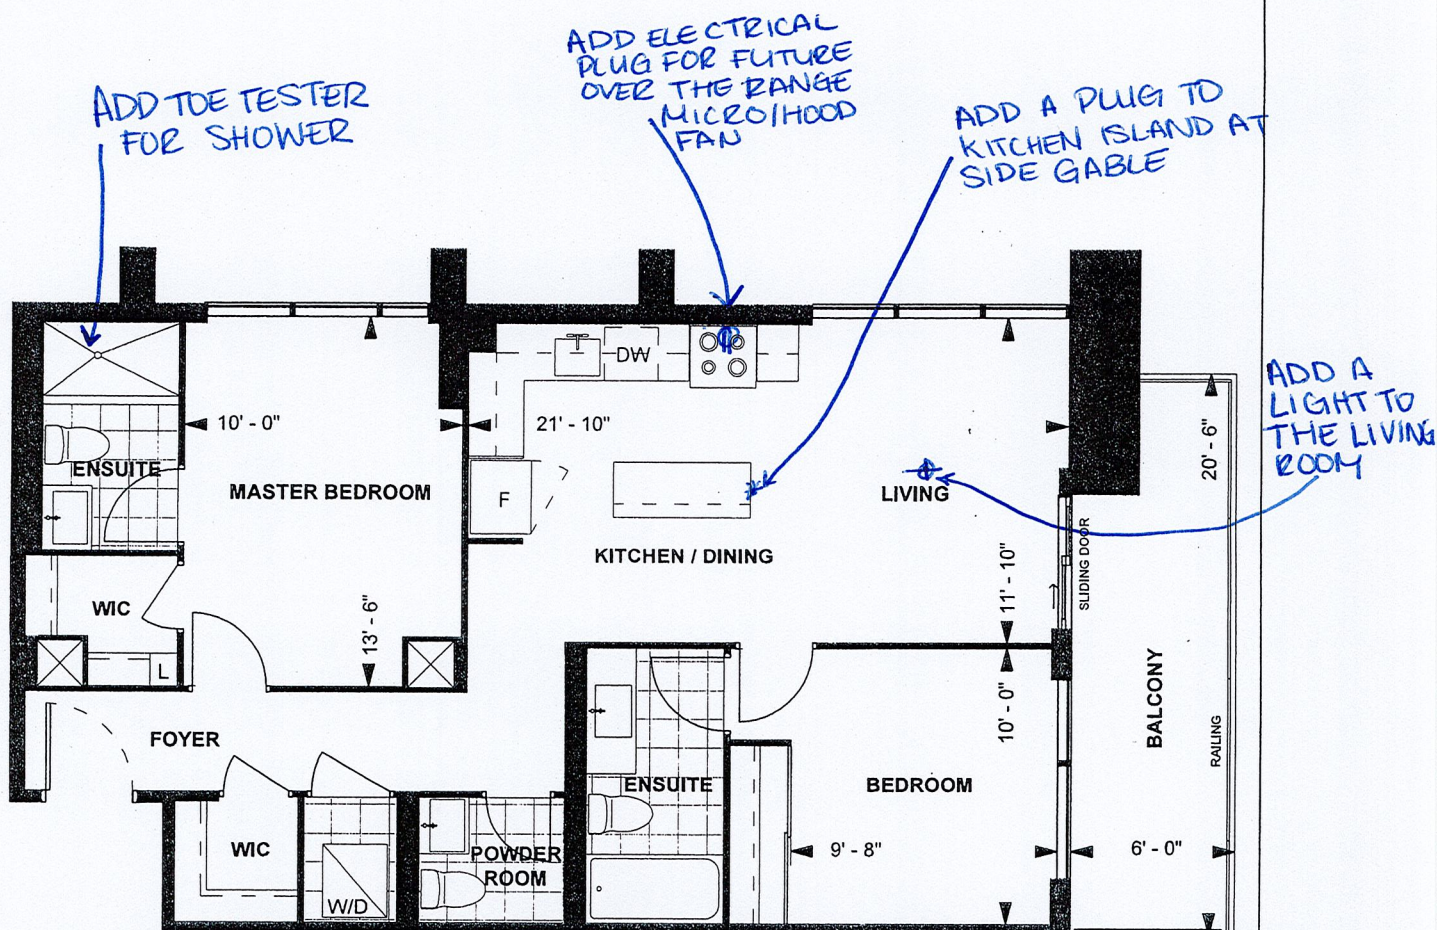 ADD ELECTRICAL
PLUG FOR FUTURE
OVER THE RANGE
MICRO/HOOD
FAN
ADD TOE TESTER
FOR SHOWER
ADD A PLUG TO
KITCHEN ISLAND AT
SIDE GABLE
ADD A
LIGHT TO
THE LIVING
ROOM
DW
10' - 0"
21' - 10"
20' - 6"
ENSUITE
MASTER BEDROOM
F
LIVING
KITCHEN / DINING
SLIDING DOOR
11' - 10"
WIC
13' - 6"
L
BALCONY
10' - 0"
RAILING
FOYER
ENSUITE
BEDROOM
WIC
POWDER
ROOM
9' - 8"
6' - 0"
W/D